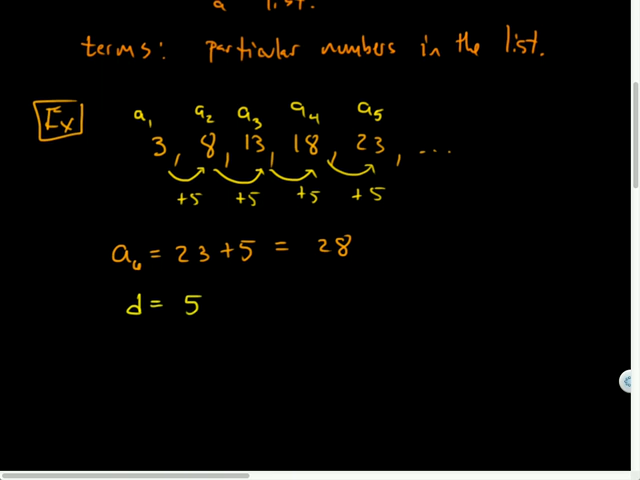 a list.
terms: particular numbers in the list.
Ex
a₁ a₂ a₃ a₄ a₅
3, 8, 13, 18, 23, ...
+5 +5 +5 +5
a₆ = 23 + 5 = 28
d = 5